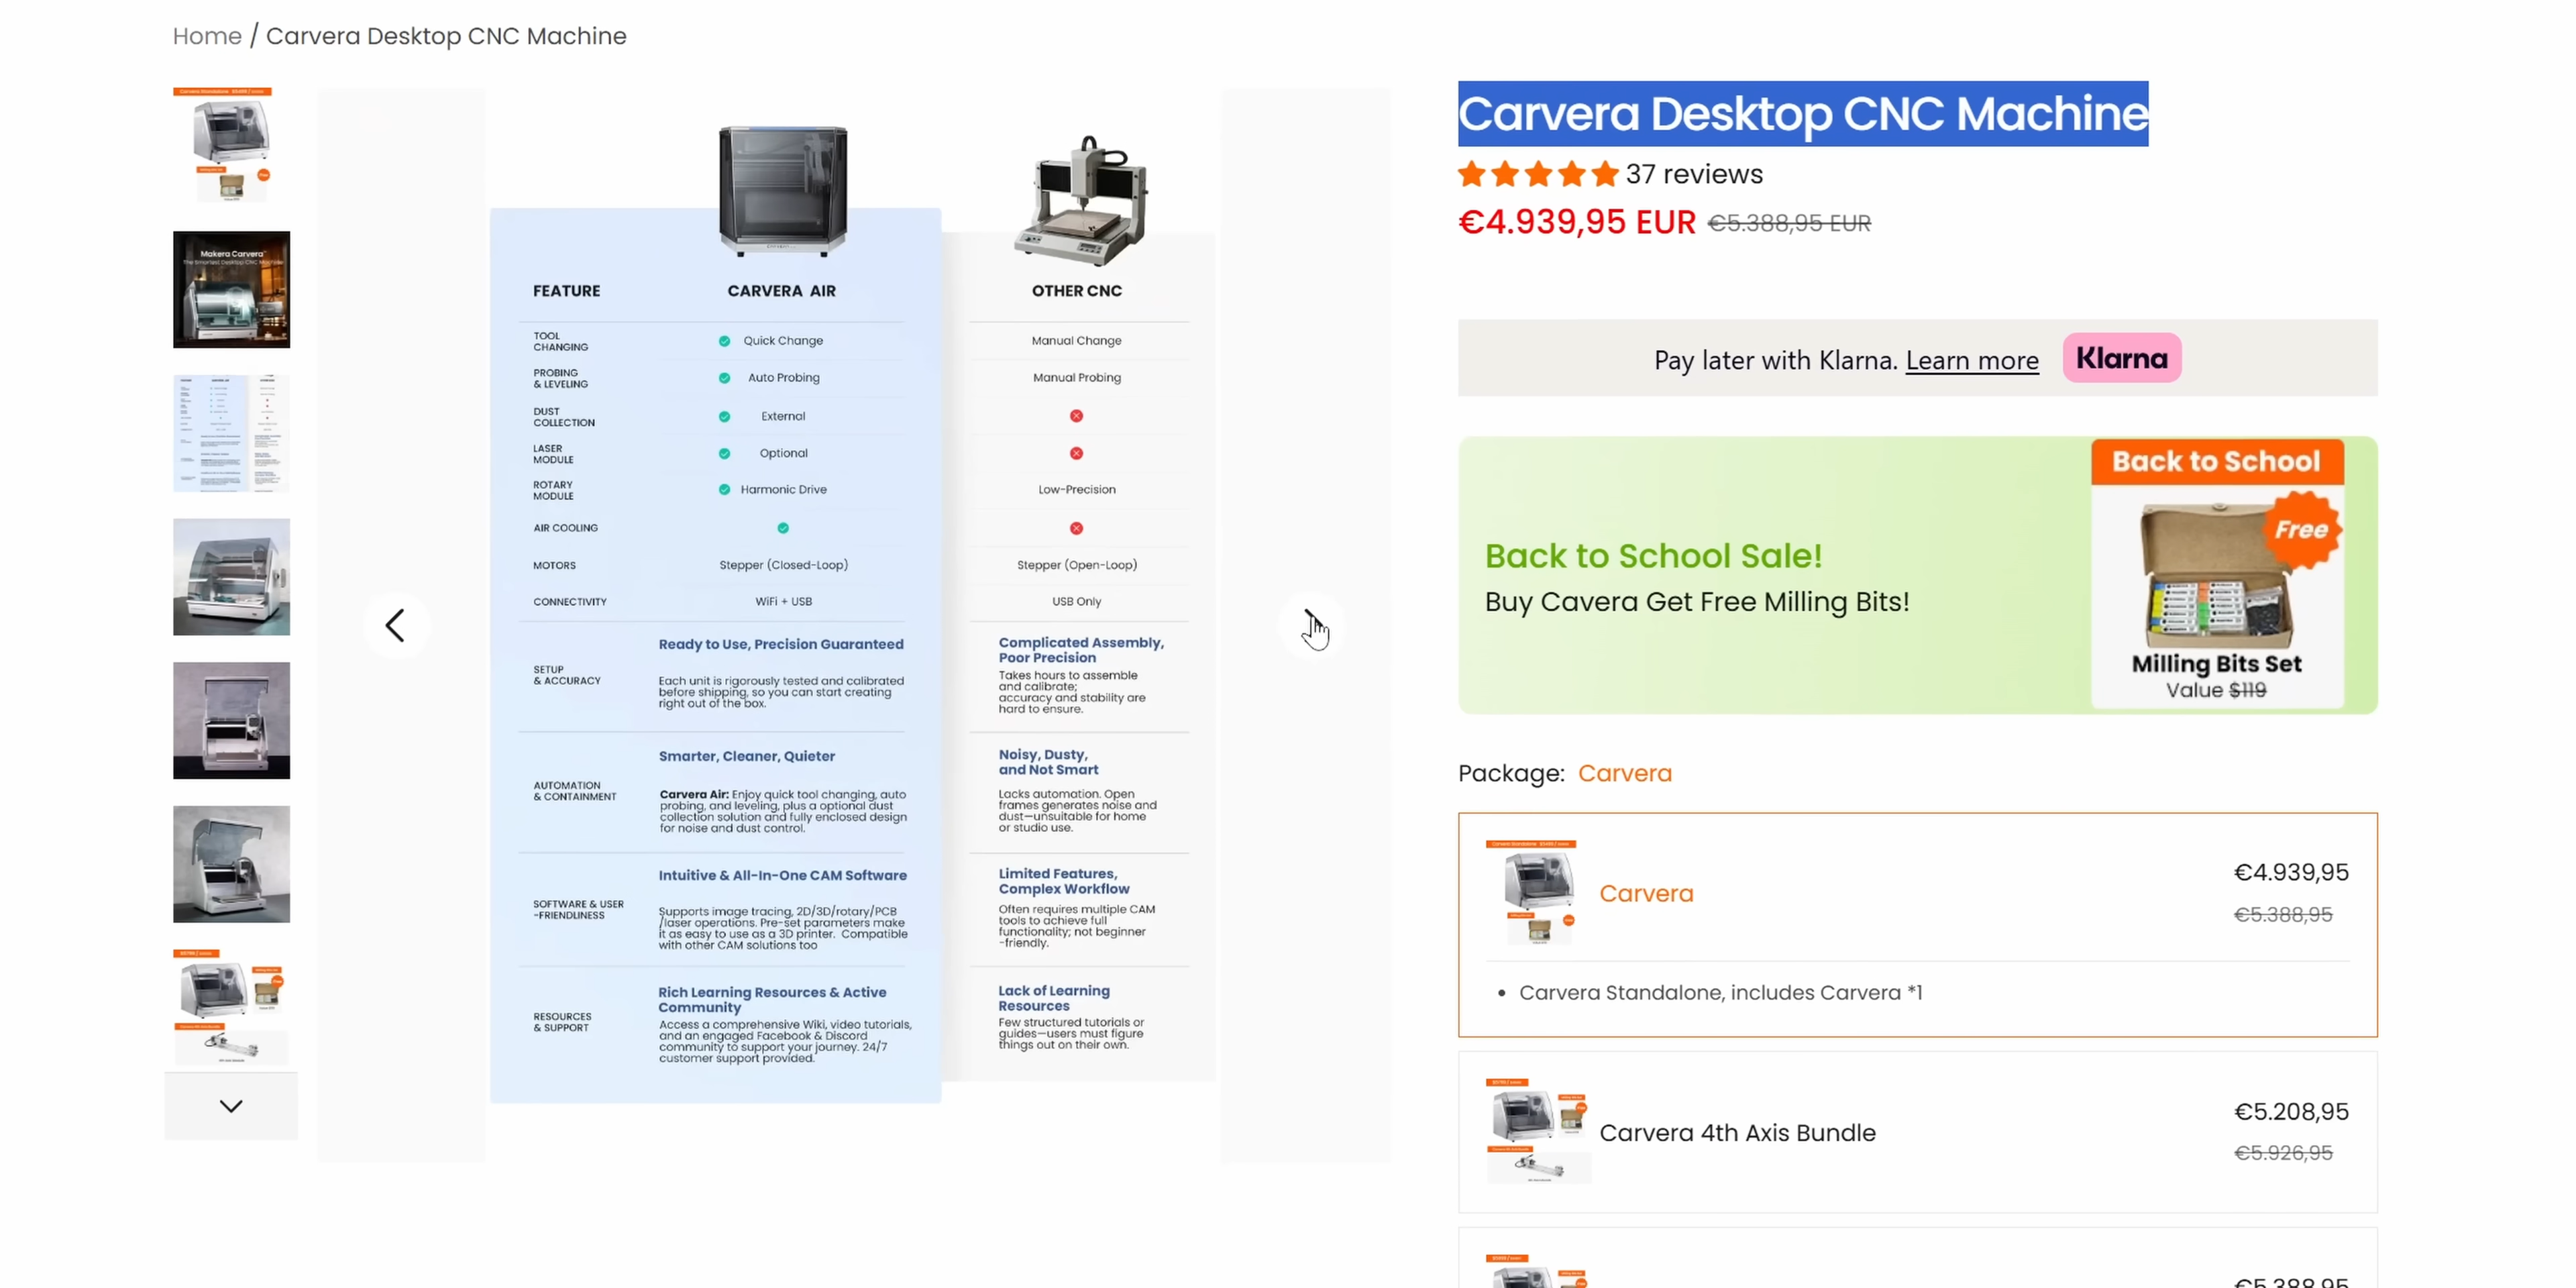 Home / Carvera Desktop CNC Machine
Makera Carvera
FEATURE CARVERA AIR OTHER CNC
TOOL
CHANGING
Quick Change
Manual Change
PROBING
& LEVELING
Auto Probing
Manual Probing
DUST
COLLECTION
External
LASER
MODULE
Optional
ROTARY
MODULE
Harmonic Drive
Low-Precision
AIR COOLING
MOTORS Stepper (Closed-Loop) Stepper (Open-Loop)
CONNECTIVITY WiFi + USB USB Only
SETUP
& ACCURACY
Ready to Use, Precision Guaranteed
Each unit is rigorously tested and calibrated
before shipping, so you can start creating
right out of the box.
Complicated Assembly,
Poor Precision
Takes hours to assemble
and calibrate;
accuracy and stability are
hard to ensure.
AUTOMATION
& CONTAINMENT
Smarter, Cleaner, Quieter
Carvera Air: Enjoy quick tool changing, auto
probing, and leveling, plus a optional dust
collection solution and fully enclosed design
for noise and dust control.
Noisy, Dusty,
and Not Smart
Lacks automation. Open
frames generates noise and
dust—unsuitable for home
or studio use.
SOFTWARE & USER
-FRIENDLINESS
Intuitive & All-In-One CAM Software
Supports image tracing, 2D/3D/rotary/PCB
/laser operations. Pre-set parameters make
it as easy to use as a 3D printer. Compatible
with other CAM solutions too
Limited Features,
Complex Workflow
Often requires multiple CAM
tools to achieve full
functionality; not beginner
-friendly.
RESOURCES
& SUPPORT
Rich Learning Resources & Active
Community
Access a comprehensive Wiki, video tutorials,
and an engaged Facebook & Discord
community to support your journey. 24/7
customer support provided.
Lack of Learning
Resources
Few structured tutorials or
guides—users must figure
things out on their own.
Carvera Desktop CNC Machine
37 reviews
€4.939,95 EUR €5.388,95 EUR
Pay later with Klarna. Learn more Klarna
Back to School Sale!
Buy Cavera Get Free Milling Bits!
Back to School
Free
Milling Bits Set
Value $119
Package: Carvera
Carvera
€4.939,95
€5.388,95
• Carvera Standalone, includes Carvera *1
Carvera 4th Axis Bundle
€5.208,95
€5.926,95
€5.388,95